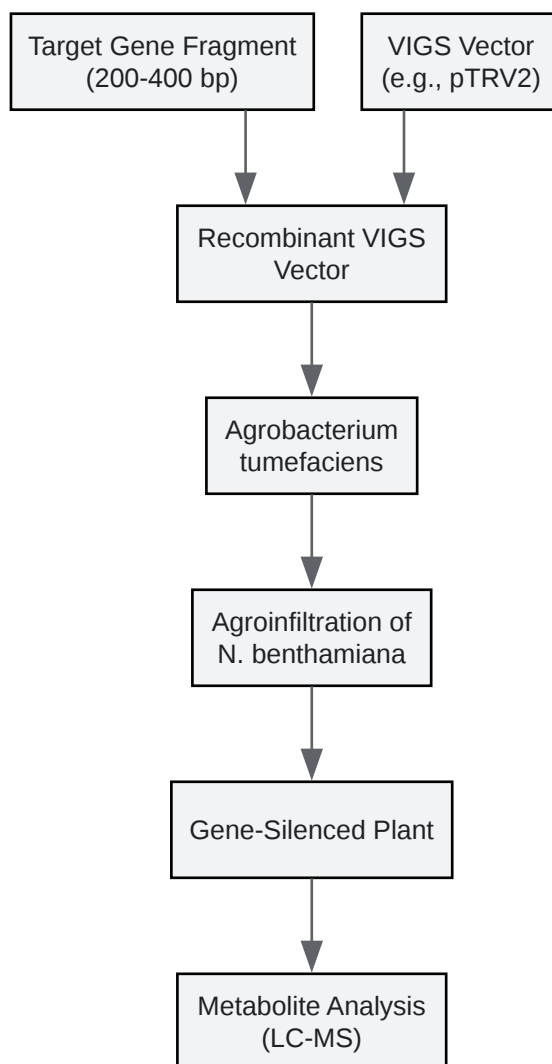 Target Gene Fragment
(200-400 bp)
VIGS Vector
(e.g., pTRV2)
Recombinant VIGS
Vector
Agrobacterium
tumefaciens
Agroinfiltration of
N. benthamiana
Gene-Silenced Plant
Metabolite Analysis
(LC-MS)